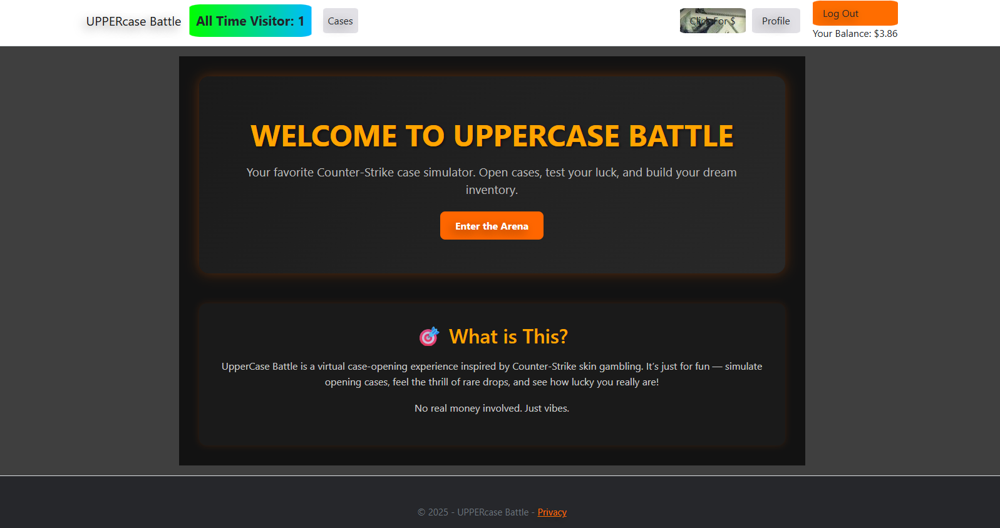 UPPERcase Battle
All Time Visitor: 1
Cases
Click For $
Profile
Log Out
Your Balance: $3.86
WELCOME TO UPPERCASE BATTLE
Your favorite Counter-Strike case simulator. Open cases, test your luck, and build your dream
inventory.
Enter the Arena
What is This?
UpperCase Battle is a virtual case-opening experience inspired by Counter-Strike skin gambling. It's just for fun — simulate
opening cases, feel the thrill of rare drops, and see how lucky you really are!
No real money involved. Just vibes.
© 2025 - UPPERcase Battle - Privacy